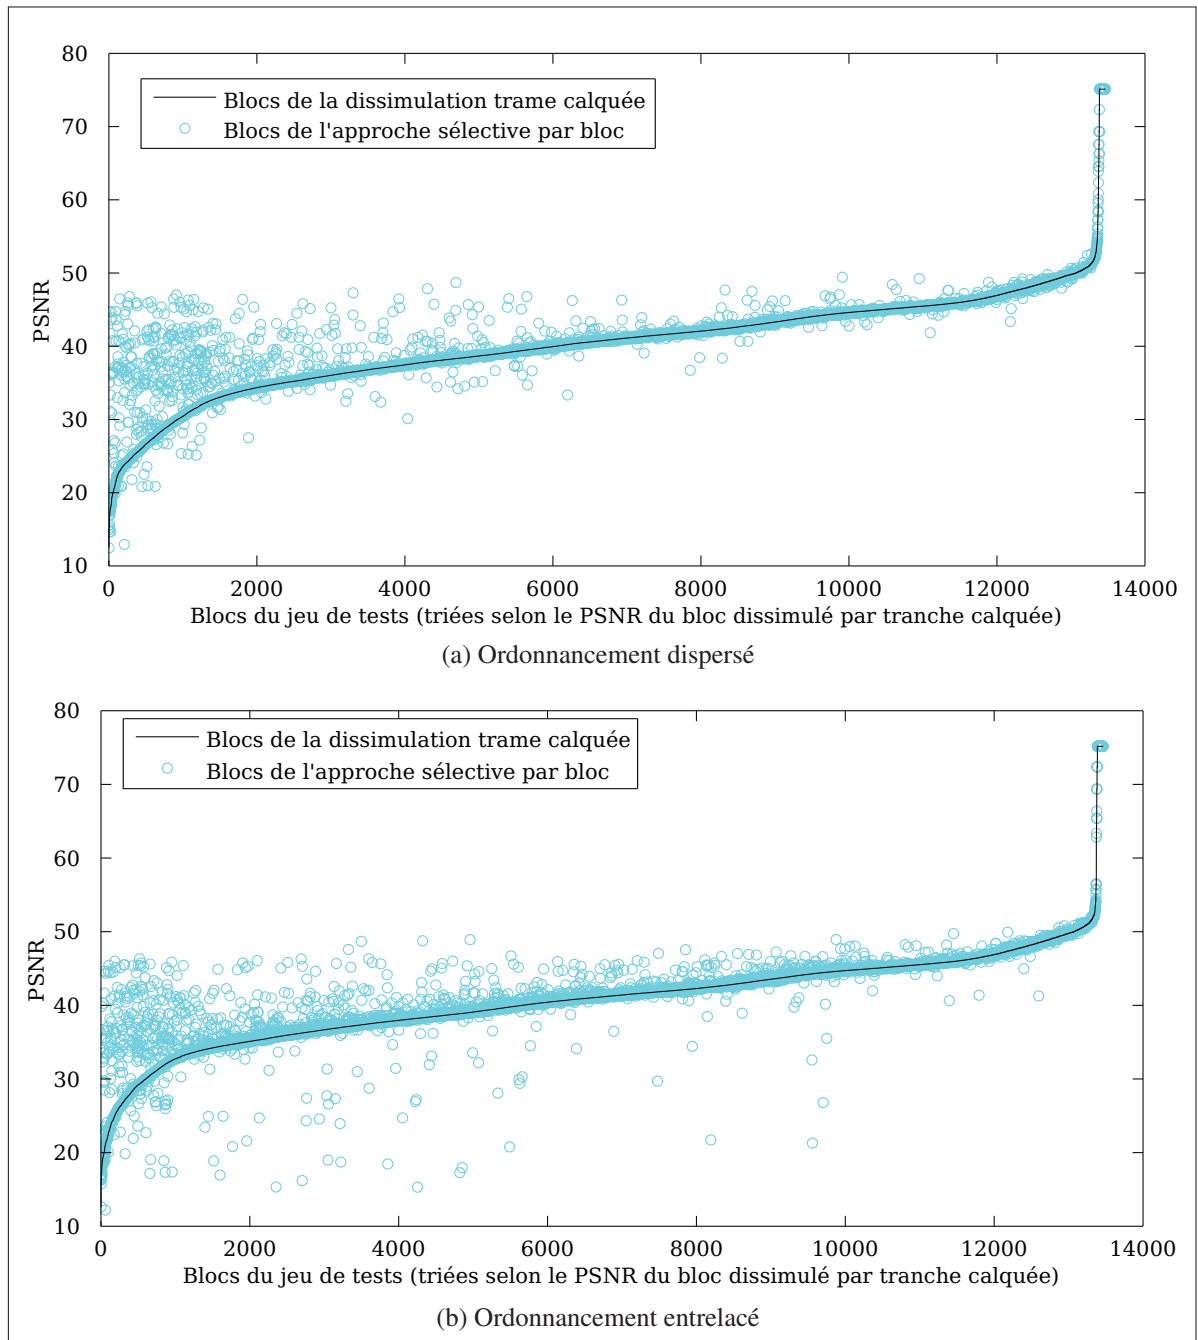 80
70
60
50
40
30
20
10
PSNR
Blocs de la dissimulation trame calquée
Blocs de l'approche sélective par bloc
0 2000 4000 6000 8000 10000 12000 14000
Blocs du jeu de tests (triées selon le PSNR du bloc dissimulé par tranche calquée)
(a) Ordonnancement dispersé
80
70
60
50
40
30
20
10
PSNR
Blocs de la dissimulation trame calquée
Blocs de l'approche sélective par bloc
0 2000 4000 6000 8000 10000 12000 14000
Blocs du jeu de tests (triées selon le PSNR du bloc dissimulé par tranche calquée)
(b) Ordonnancement entrelacé